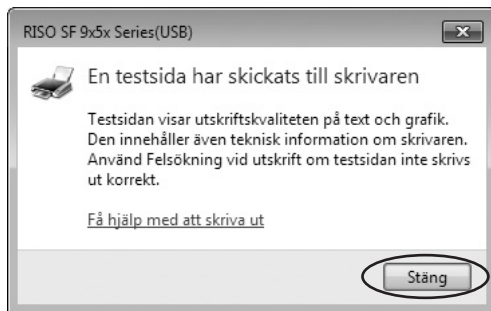 RISO SF 9x5x Series(USB)
En testsida har skickats till skrivaren
Testsidan visar utskriftskvaliteten på text och grafik.
Den innehåller även teknisk information om skrivaren.
Använd Felsökning vid utskrift om testsidan inte skrivs
ut korrekt.
Få hjälp med att skriva ut
Stäng